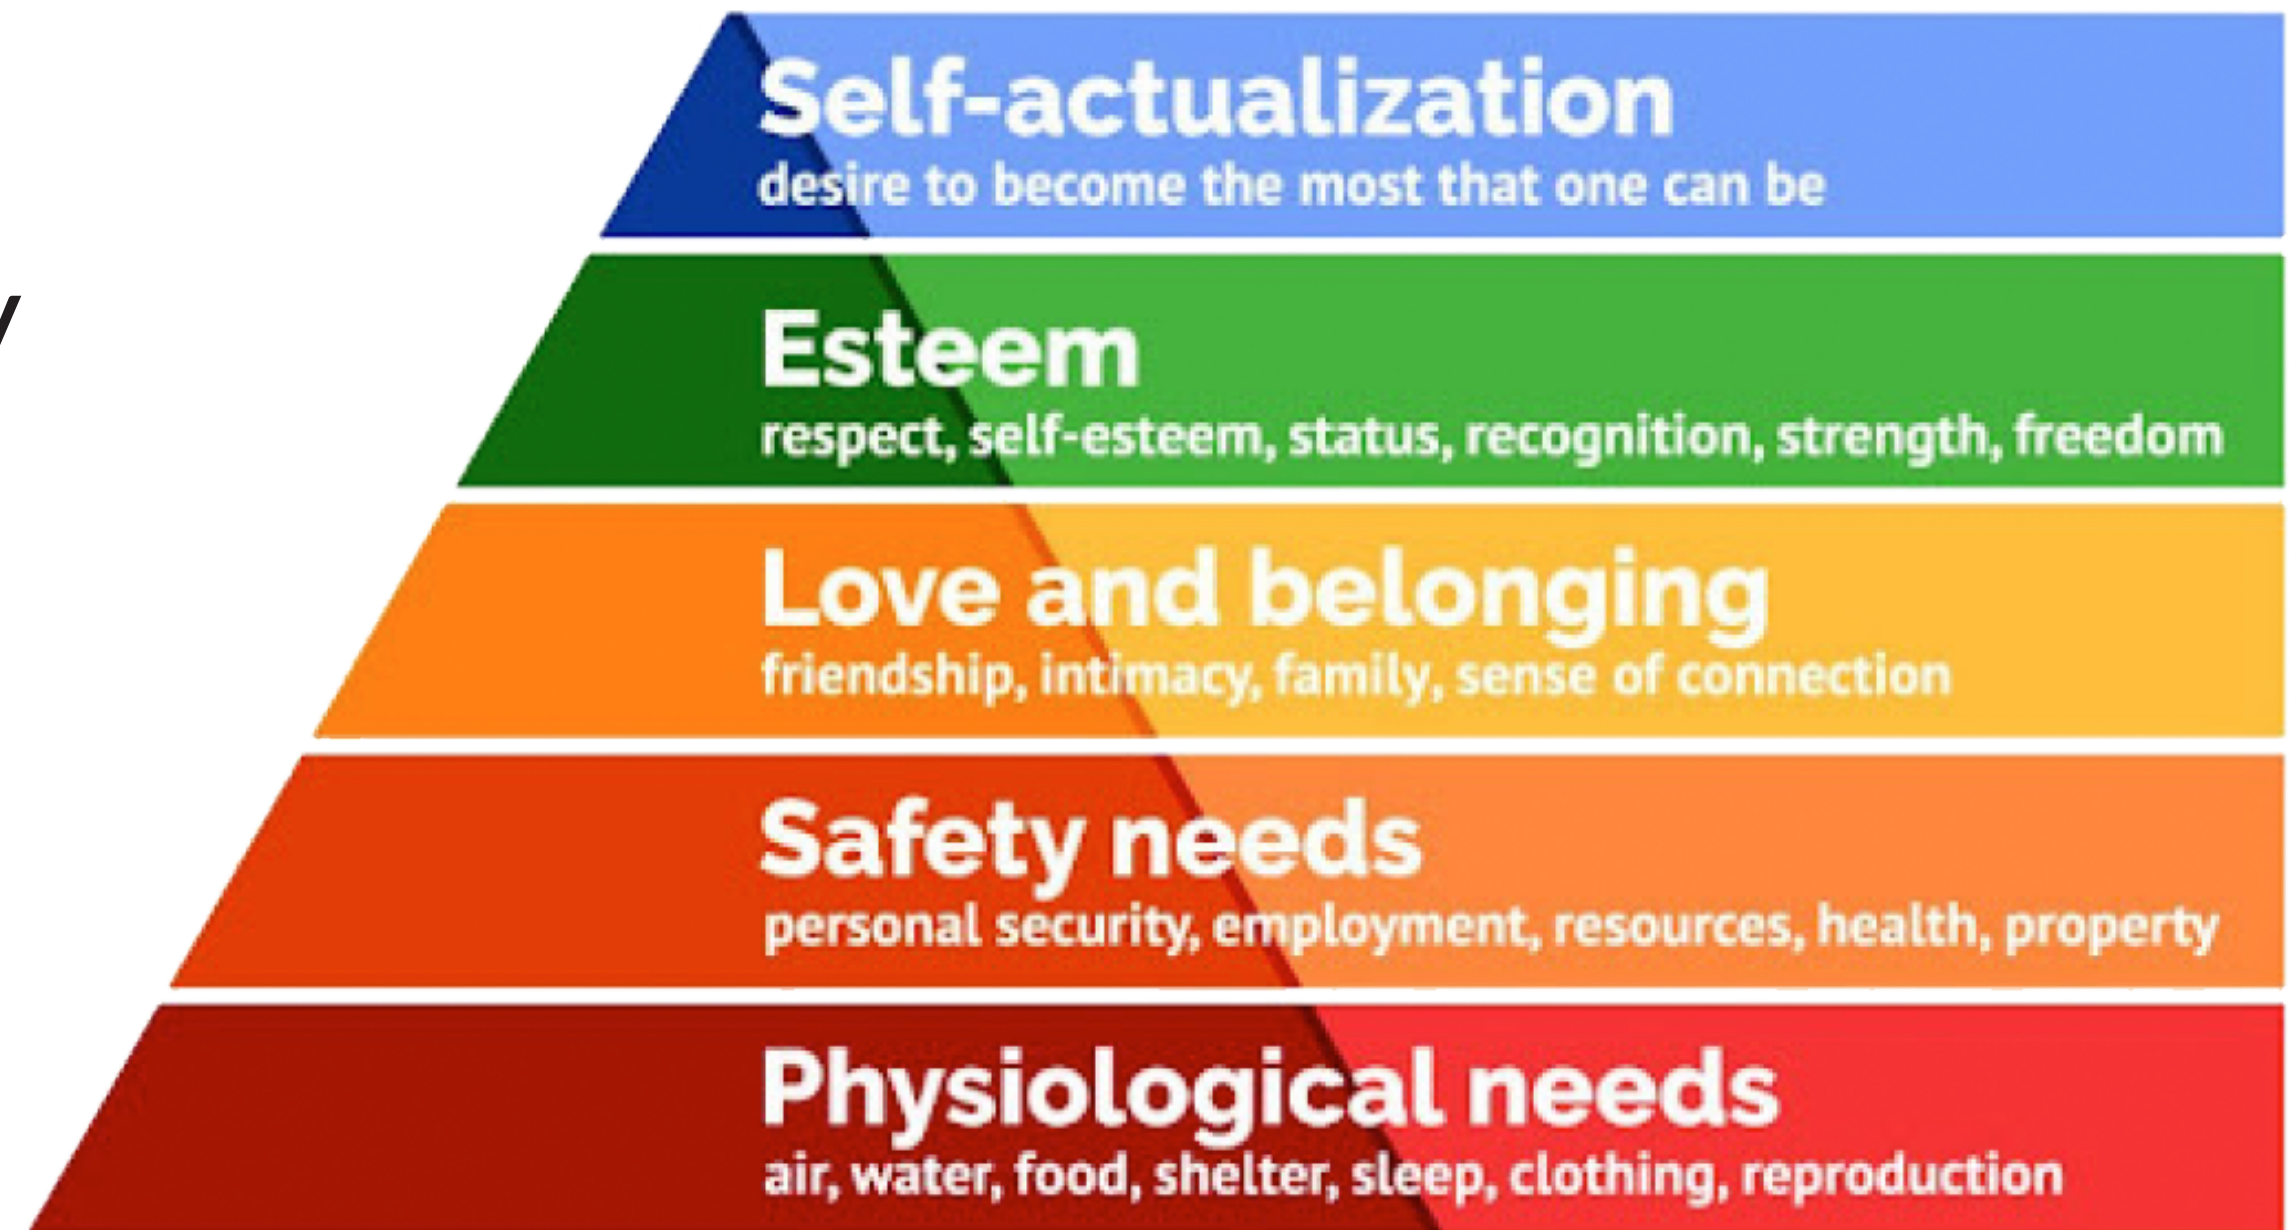 Self-actualization
desire to become the most that one can be
y
Esteem
respect, self-esteem, status, recognition, strength, freedom
Love and belonging
friendship, intimacy, family, sense of connection
Safety needs
personal security, employment, resources, health, property
Physiological needs
air, water, food, shelter, sleep, clothing, reproduction